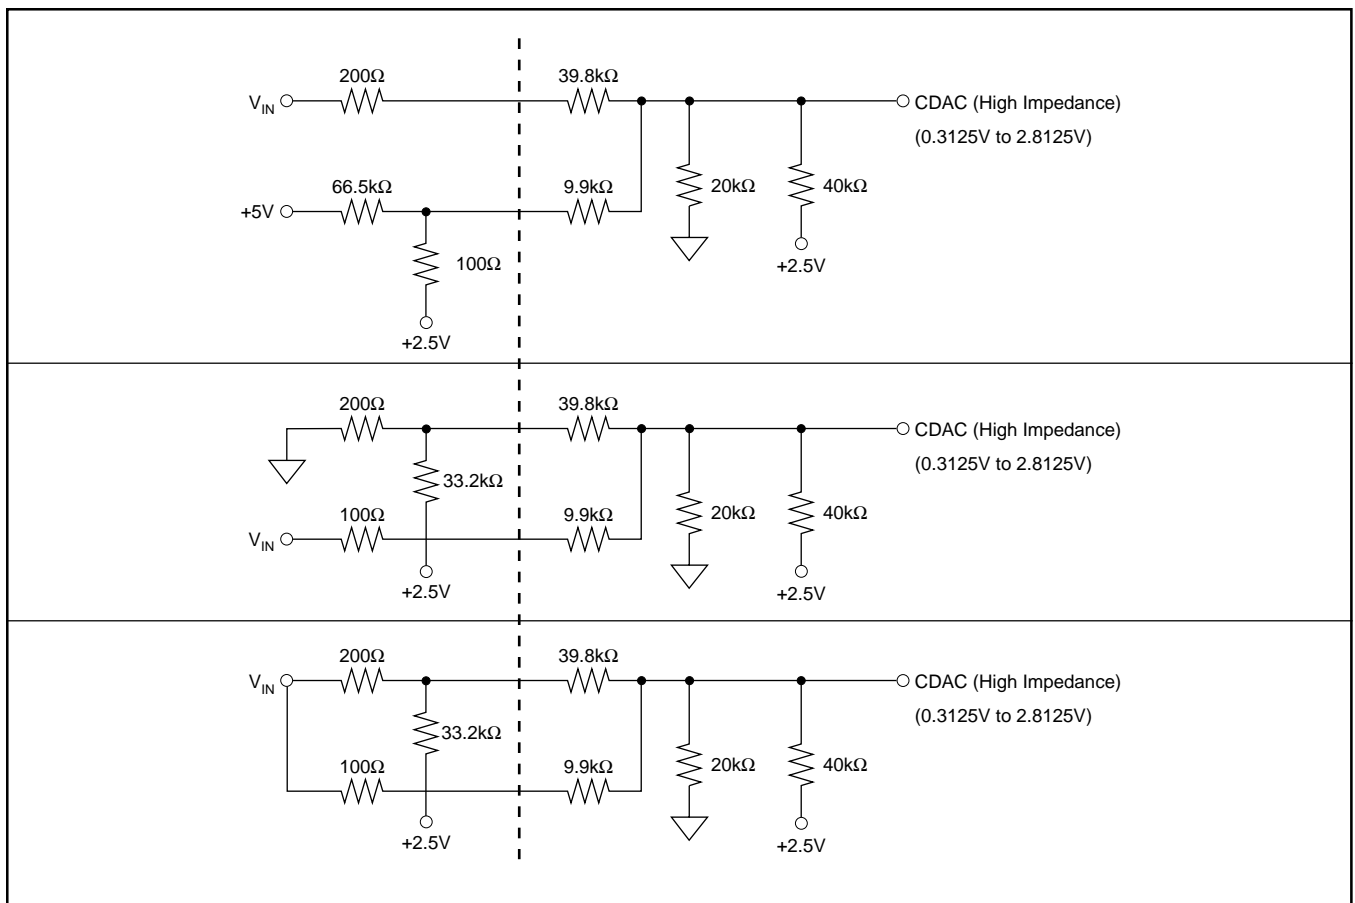 200Ω
39.8kΩ
V_IN
CDAC (High Impedance)
(0.3125V to 2.8125V)
66.5kΩ
9.9kΩ
20kΩ
40kΩ
+5V
100Ω
+2.5V
+2.5V
200Ω
39.8kΩ
CDAC (High Impedance)
(0.3125V to 2.8125V)
33.2kΩ
100Ω
9.9kΩ
20kΩ
40kΩ
V_IN
+2.5V
+2.5V
200Ω
39.8kΩ
V_IN
CDAC (High Impedance)
(0.3125V to 2.8125V)
33.2kΩ
100Ω
9.9kΩ
20kΩ
40kΩ
+2.5V
+2.5V